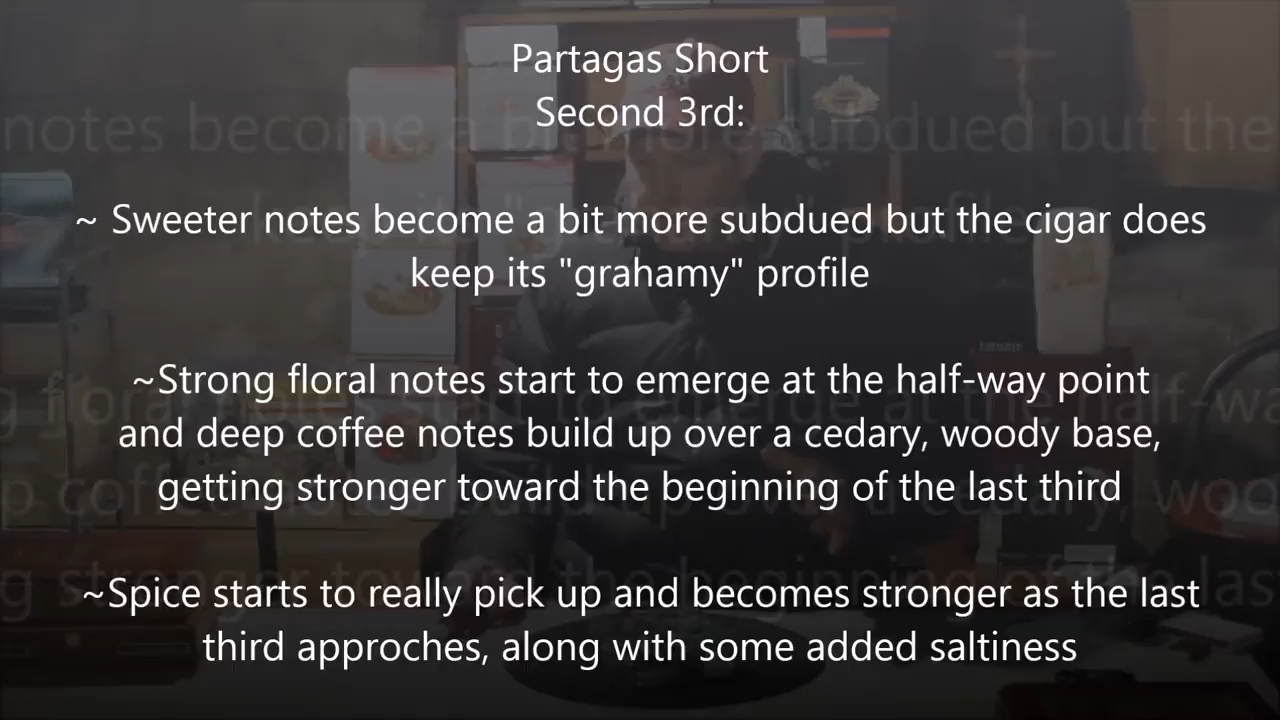 Partagas Short
Second 3rd:
~ Sweeter notes become a bit more subdued but the cigar does
keep its "grahamy" profile
~Strong floral notes start to emerge at the half-way point
and deep coffee notes build up over a cedary, woody base,
getting stronger toward the beginning of the last third
~Spice starts to really pick up and becomes stronger as the last
third approches, along with some added saltiness